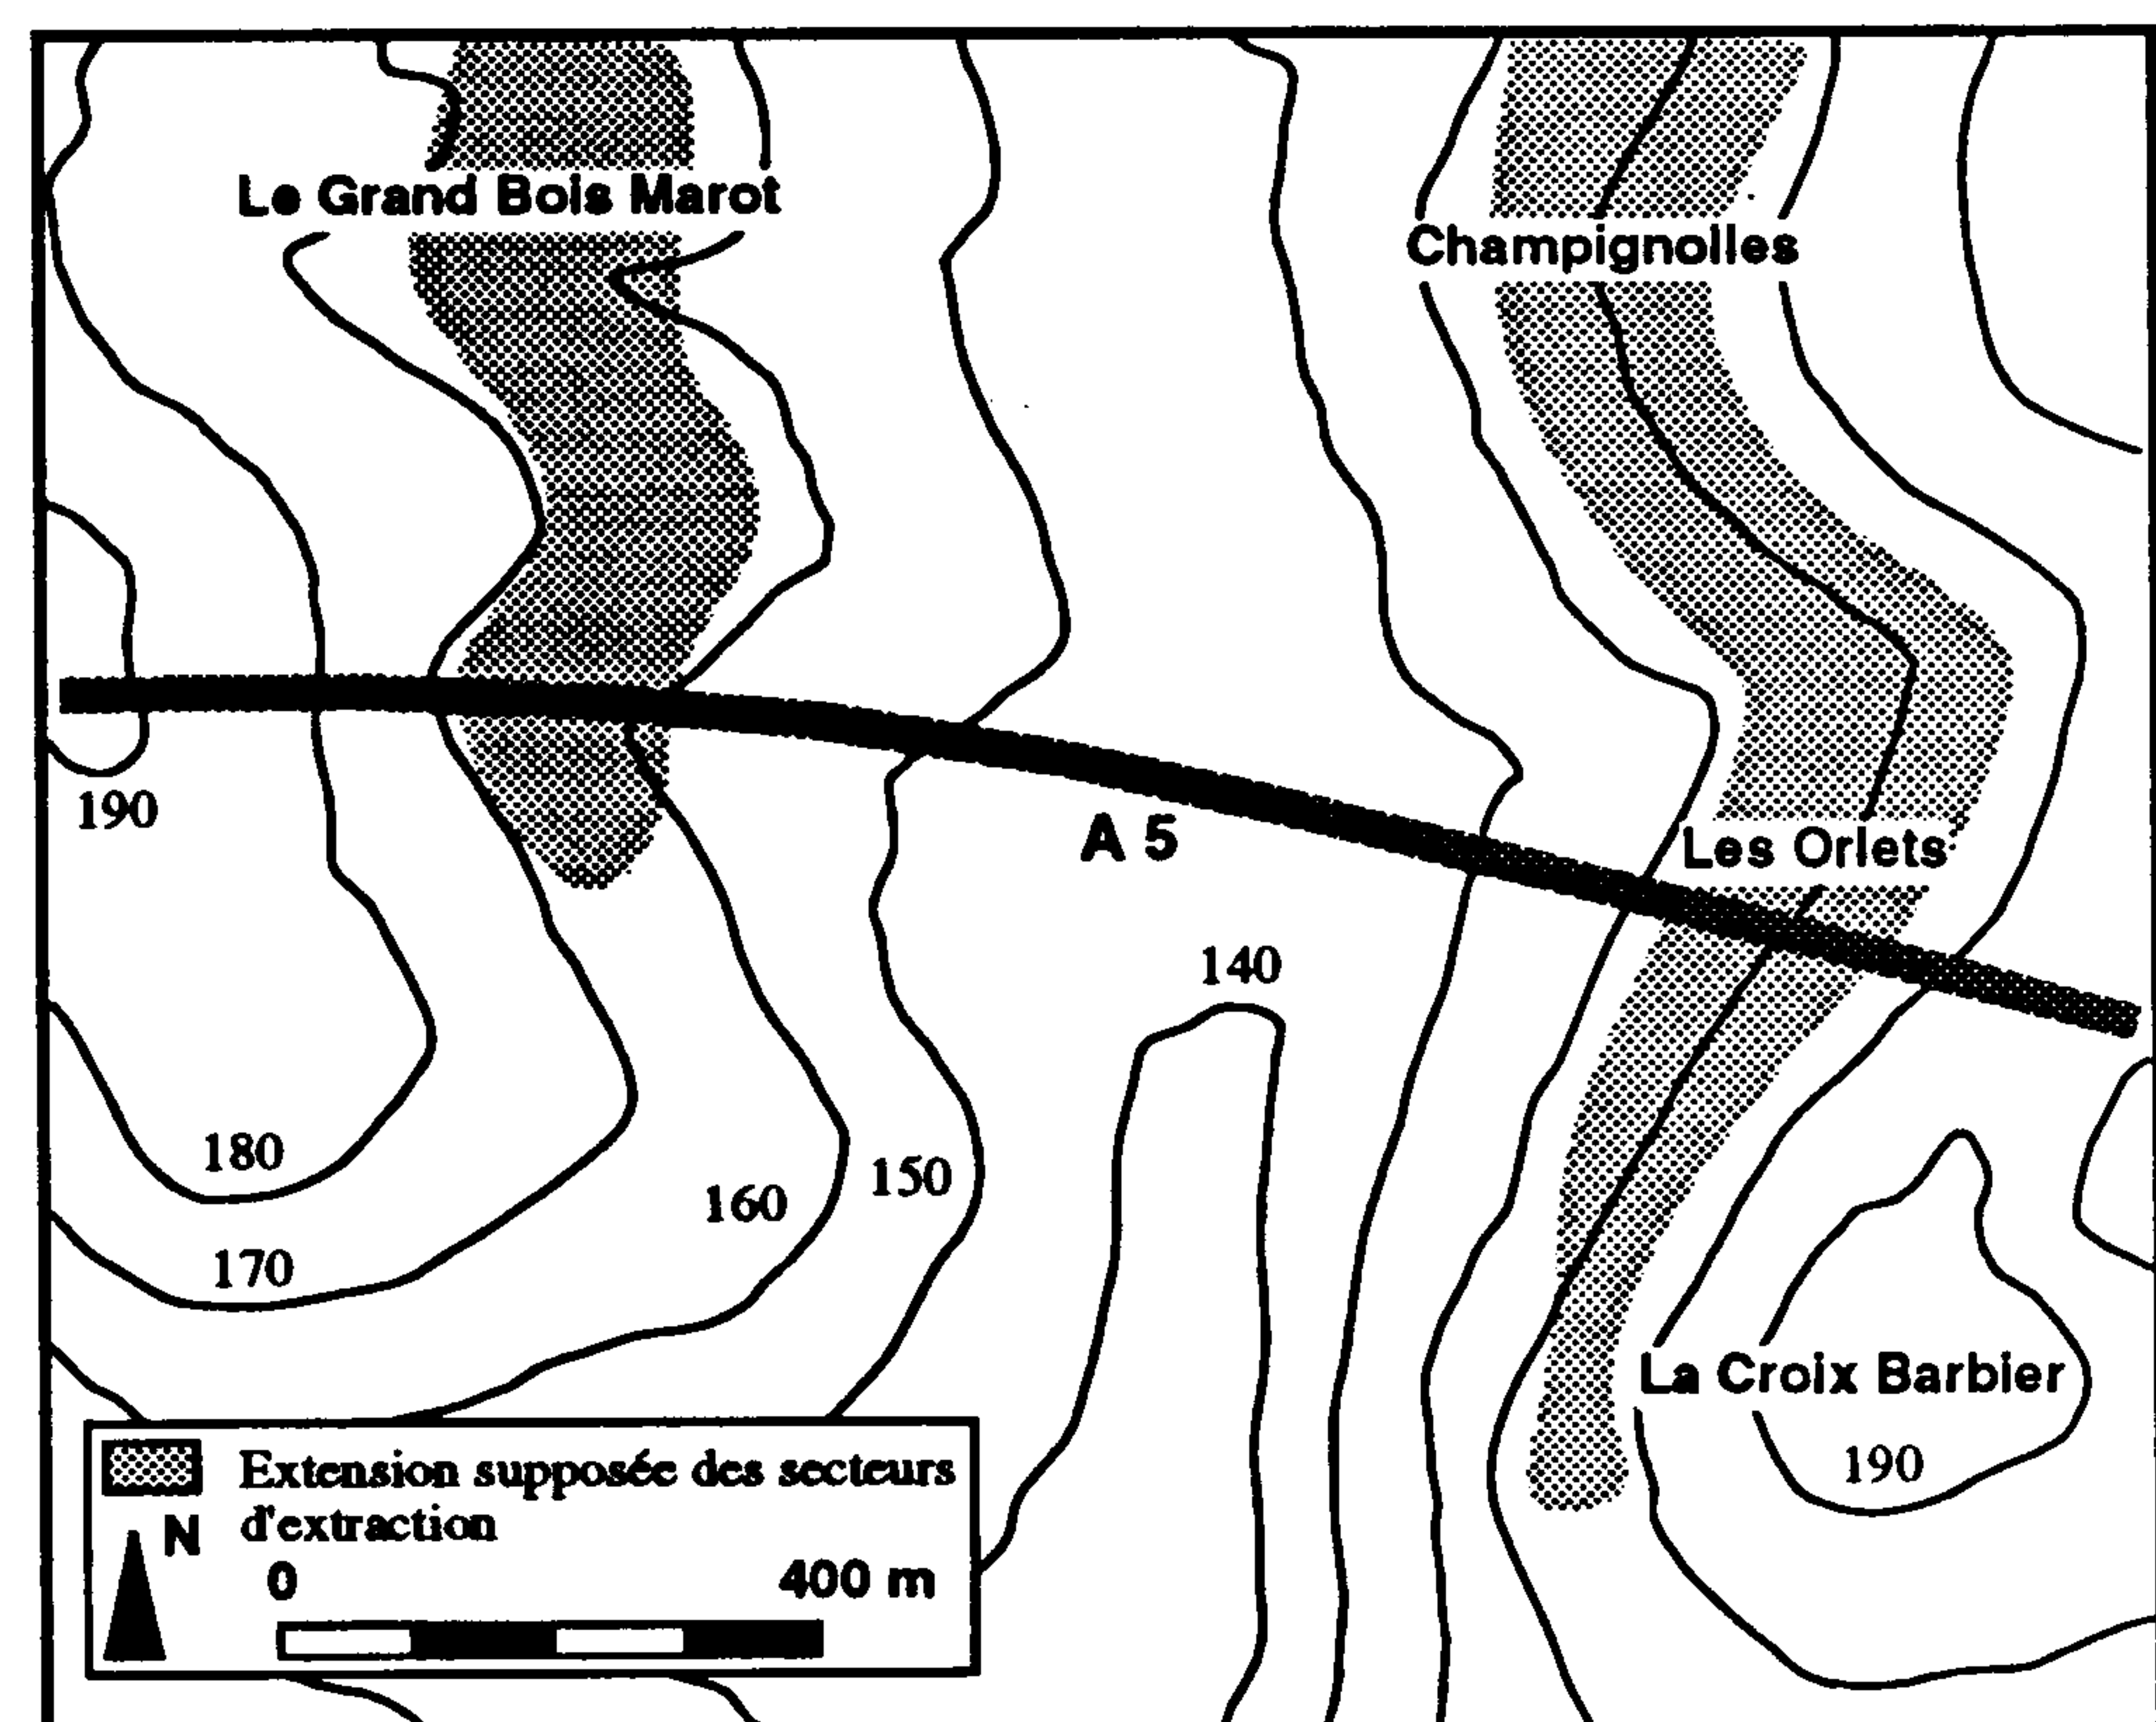 Le Grand Bois Marot
Champignolles
190
A 5
Les Orlets
140
180
160
150
170
La Croix Barbier
190
Extension supposée des secteurs
d'extraction
N
0 400 m